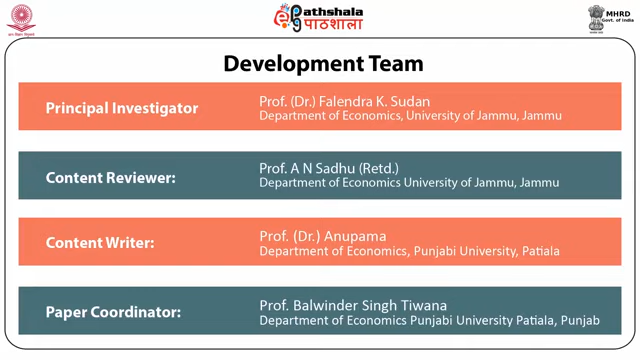 ePathshala
पाठशाला
MHRD
Govt. of India
Development Team
Principal Investigator
Prof. (Dr.) Falendra K. Sudan
Department of Economics, University of Jammu, Jammu
Content Reviewer:
Prof. A N Sadhu (Retd.)
Department of Economics University of Jammu, Jammu
Content Writer:
Prof. (Dr.) Anupama
Department of Economics, Punjabi University, Patiala
Paper Coordinator:
Prof. Balwinder Singh Tiwana
Department of Economics Punjabi University Patiala, Punjab